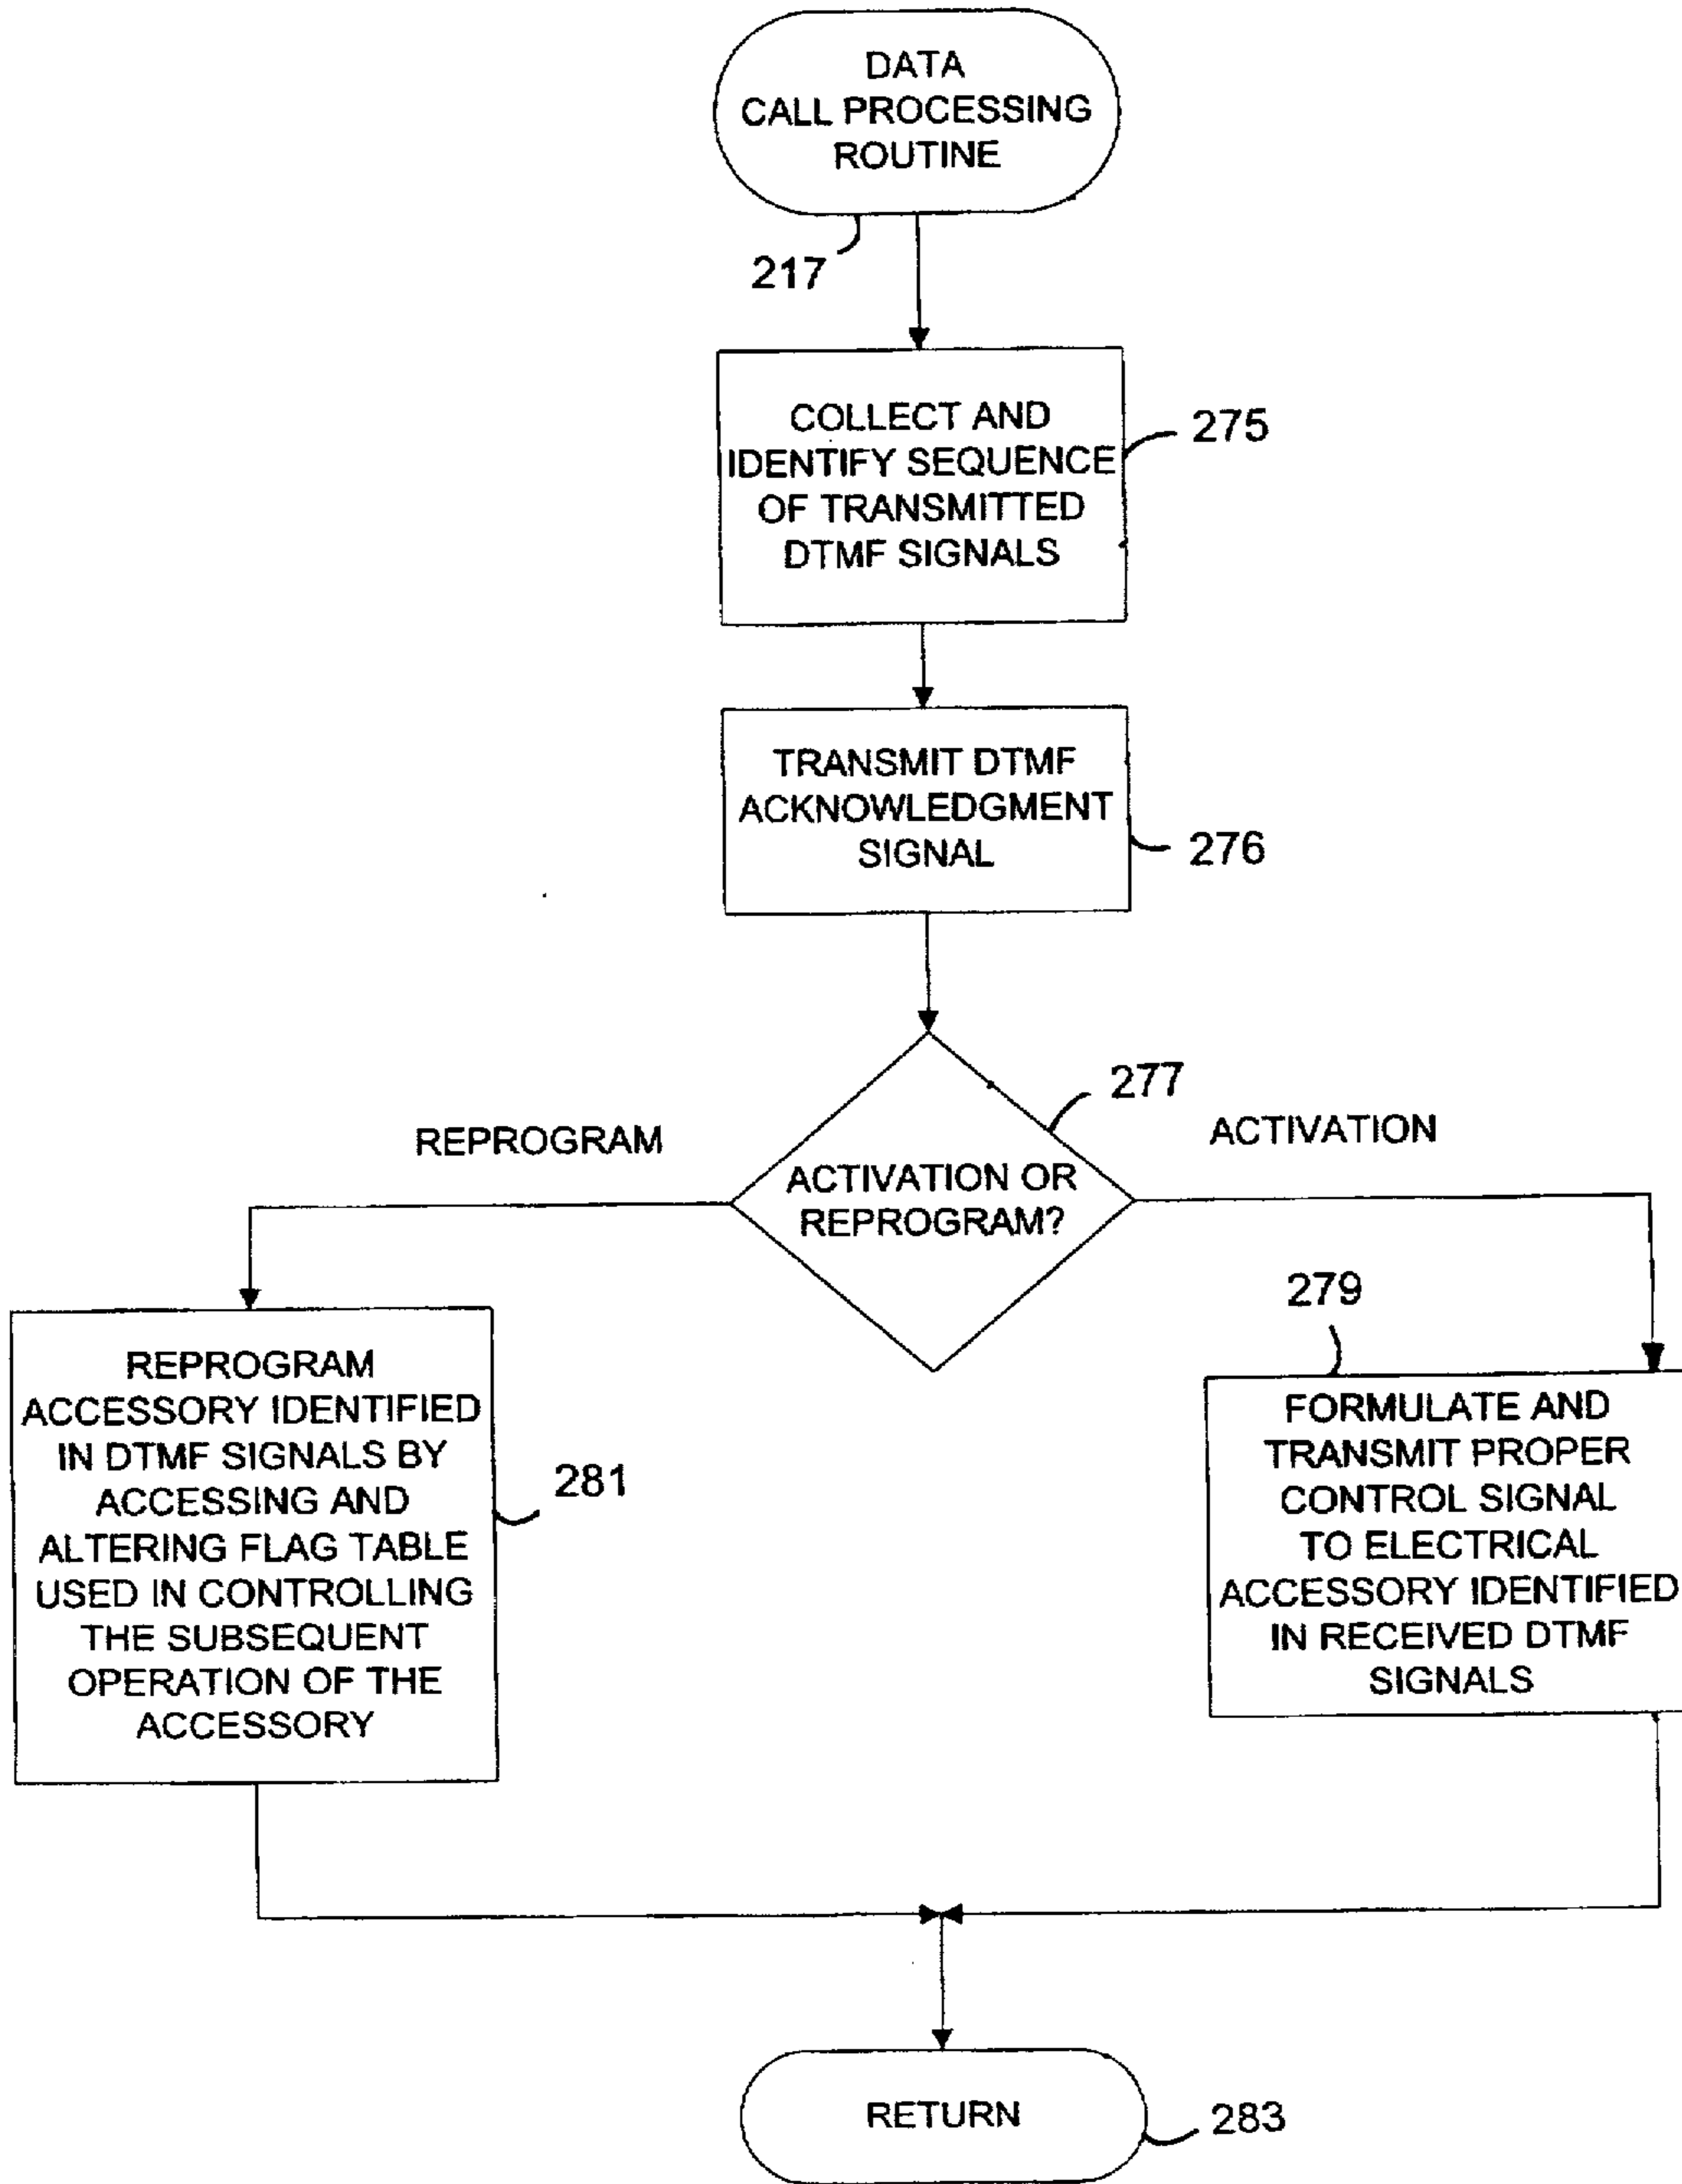 DATA
CALL PROCESSING
ROUTINE
217
COLLECT AND
IDENTIFY SEQUENCE
OF TRANSMITTED
DTMF SIGNALS
275
TRANSMIT DTMF
ACKNOWLEDGMENT
SIGNAL
276
277
REPROGRAM
ACTIVATION
ACTIVATION OR
REPROGRAM?
REPROGRAM
ACCESSORY IDENTIFIED
IN DTMF SIGNALS BY
ACCESSING AND
ALTERING FLAG TABLE
USED IN CONTROLLING
THE SUBSEQUENT
OPERATION OF THE
ACCESSORY
281
279
FORMULATE AND
TRANSMIT PROPER
CONTROL SIGNAL
TO ELECTRICAL
ACCESSORY IDENTIFIED
IN RECEIVED DTMF
SIGNALS
RETURN
283